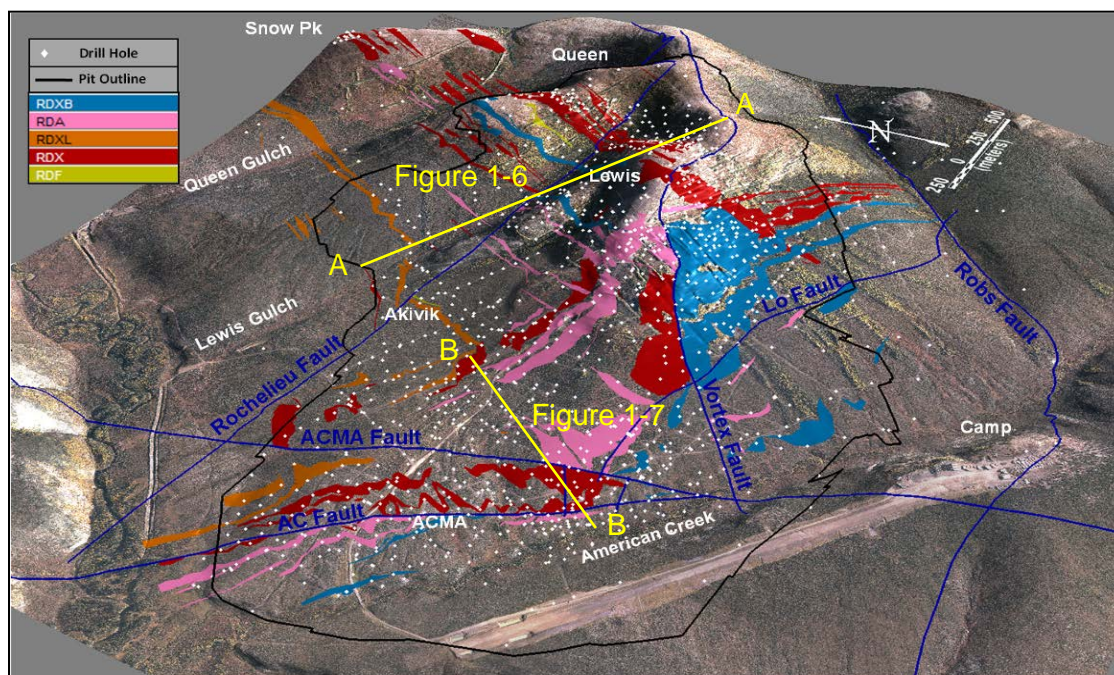 Snow Pk
Drill Hole
Pit Outline
RDXB
RDA
RDXL
RDX
RDF
Queen
A
N
500
250
0
250
(meters)
Queen Gulch
Figure 1-6
Lewis
A
Lewis Gulch
Akivik
Lo Fault
Robs Fault
Rochelieu Fault
B
Figure 1-7
Vortex Fault
ACMA Fault
Camp
AC Fault
ACMA
B
American Creek